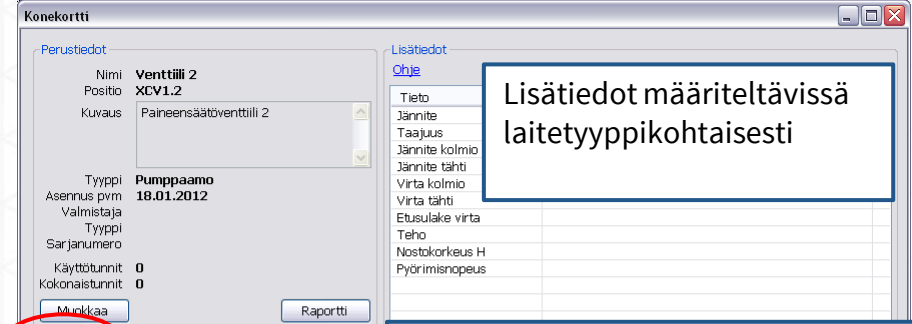 Konekortti
Perustiedot
Nimi Venttiili 2
Positio XCV1.2
Kuvaus Paineensäätöventtiili 2
Tyyppi Pumppaamo
Asennus pvm 18.01.2012
Valmistaja
Tyyppi
Sarjanumero
Käyttötunnit 0
Kokonaistunnit 0
Muokkaa Raportti
Lisätiedot
Ohje
Tieto
Jännite
Taajuus
Jännite kolmio
Jännite tähti
Virta kolmio
Virta tähti
Etusulake virta
Teho
Nostokorkeus H
Pyörimisnopeus
Lisätiedot määriteltävissä
laitetyyppikohtaisesti